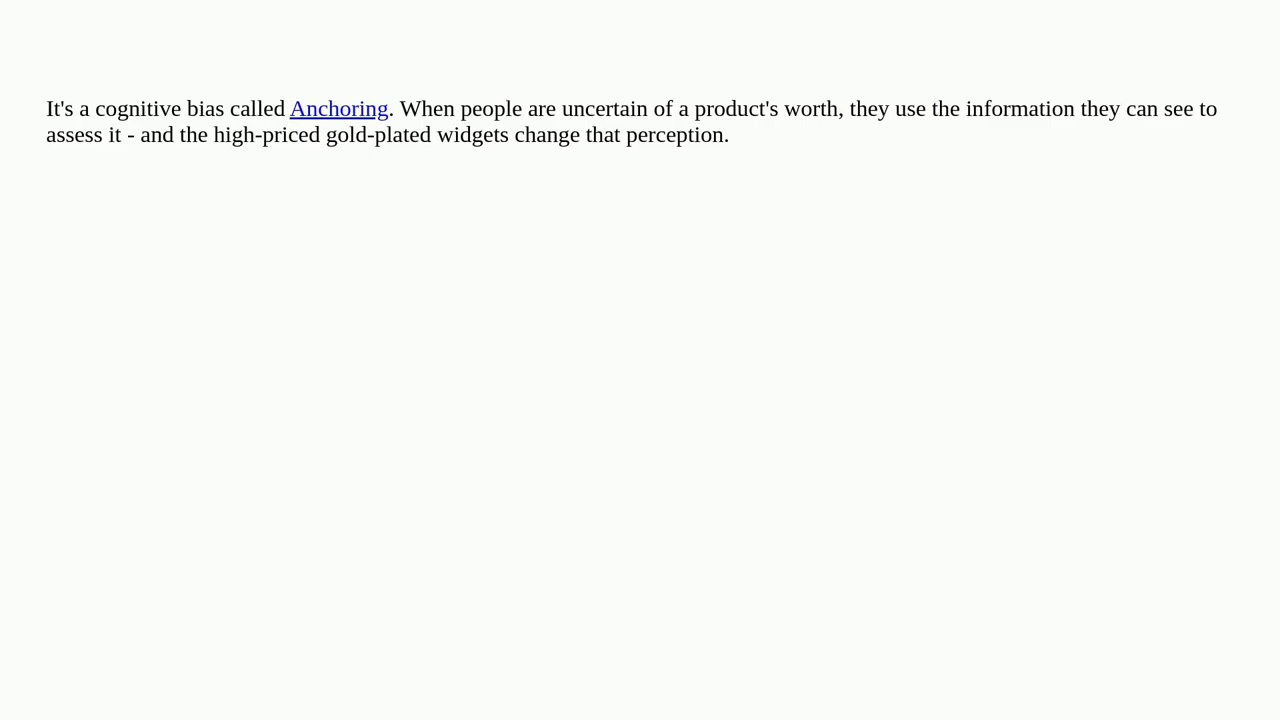 It's a cognitive bias called Anchoring. When people are uncertain of a product's worth, they use the information they can see to
assess it - and the high-priced gold-plated widgets change that perception.